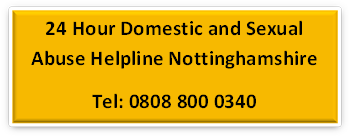 24 Hour Domestic and Sexual
Abuse Helpline Nottinghamshire
Tel: 0808 800 0340